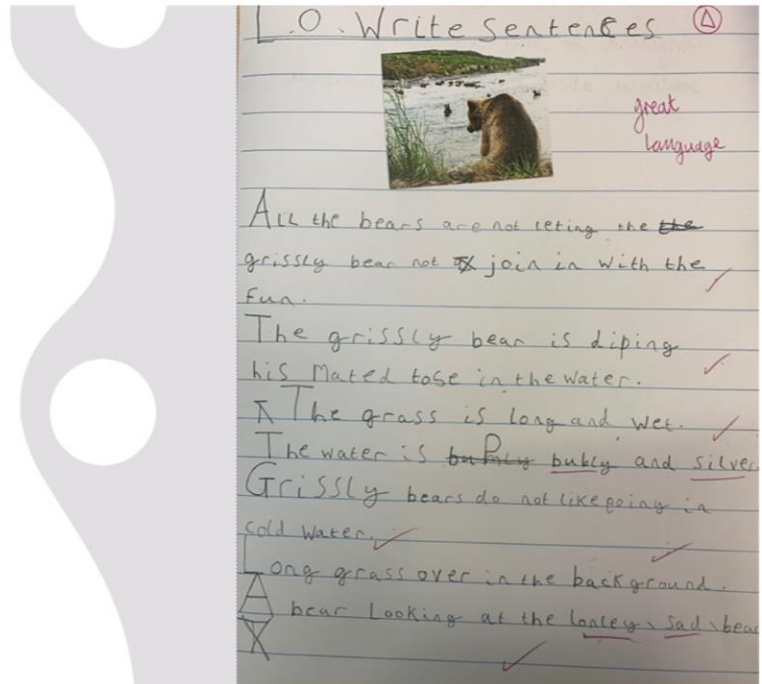 L.O. Write sentences
great
language
All the bears are not leting the the
grissly bear not join in with the
fun.
The grissly bear is diping
his Mated tose in the water.
The grass is long and wet.
The water is bubly and silver
Grissly bears do not like going in
cold water.
Long grass over in the background.
A bear Looking at the lonley, sad, bear